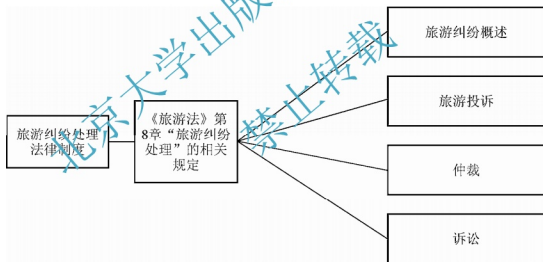 旅游纠纷处理
法律制度
《旅游法》第
8章“旅游纠纷
处理”的相关
规定
旅游纠纷概述
旅游投诉
仲裁
诉讼
北京大学出版
禁止转载